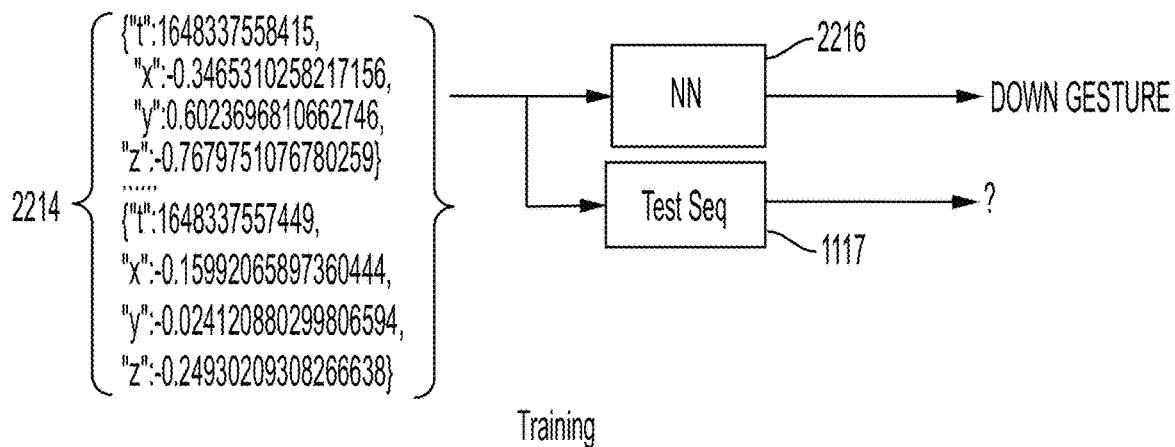 {"t":1648337558415,
"x":-0.3465310258217156,
"y":0.6023696810662746,
"z":-0.7679751076780259}
......
{"t":1648337557449,
"x":-0.15992065897360444,
"y":-0.024120880299806594,
"z":-0.24930209308266638}
2214
2216
NN
DOWN GESTURE
Test Seq
?
1117
Training